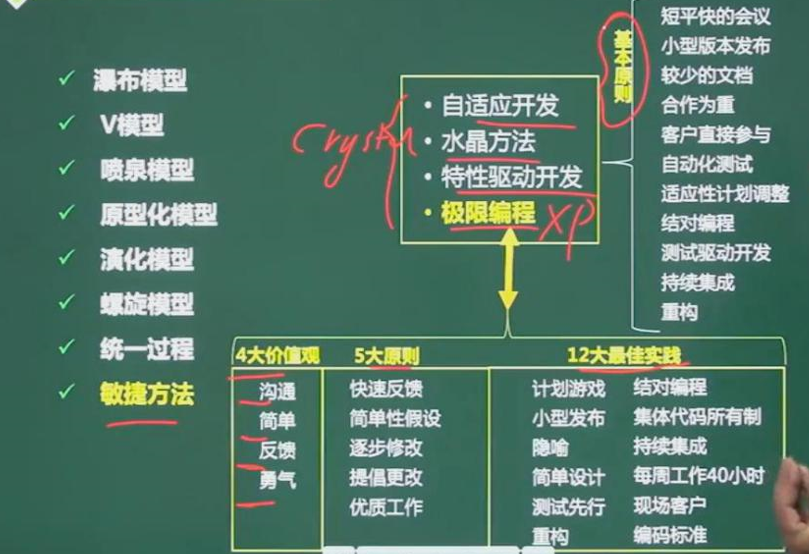 ✓ 瀑布模型
✓ V模型
✓ 喷泉模型
✓ 原型化模型
✓ 演化模型
✓ 螺旋模型
✓ 统一过程
✓ 敏捷方法
Crystal
• 自适应开发
• 水晶方法
• 特性驱动开发
• 极限编程
XP
基本原则
短平快的会议
小型版本发布
较少的文档
合作为重
客户直接参与
自动化测试
适应性计划调整
结对编程
测试驱动开发
持续集成
重构
4大价值观
沟通
简单
反馈
勇气
5大原则
快速反馈
简单性假设
逐步修改
提倡更改
优质工作
12大最佳实践
计划游戏 结对编程
小型发布 集体代码所有制
隐喻 持续集成
简单设计 每周工作40小时
测试先行 现场客户
重构 编码标准